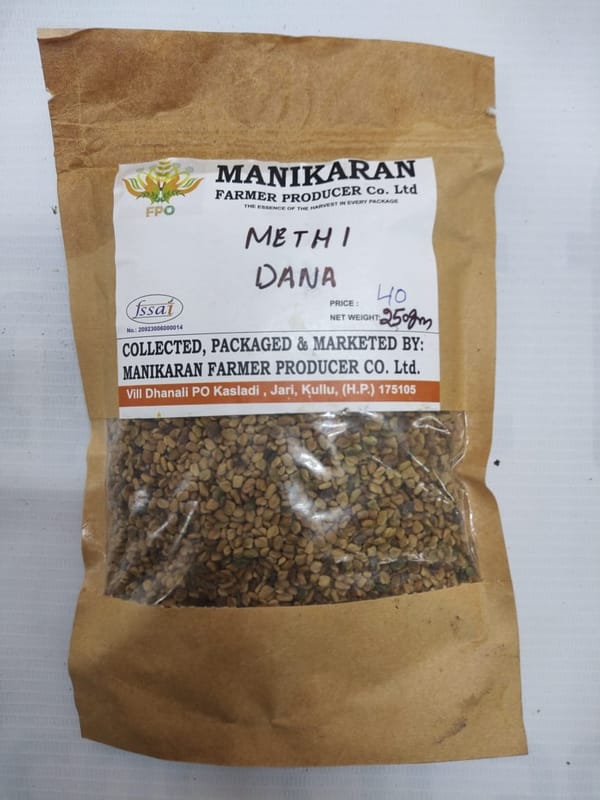 MANIKARAN
FARMER PRODUCER Co. Ltd
THE ESSENCE OF THE HARVEST IN EVERY PACKAGE
FPO
METHI
DANA
fssai
No.: 20923006000014
PRICE : 40
NET WEIGHT: 250gm
COLLECTED, PACKAGED & MARKETED BY:
MANIKARAN FARMER PRODUCER CO. Ltd.
Vill Dhanali PO Kasladi , Jari, Kullu, (H.P.) 175105